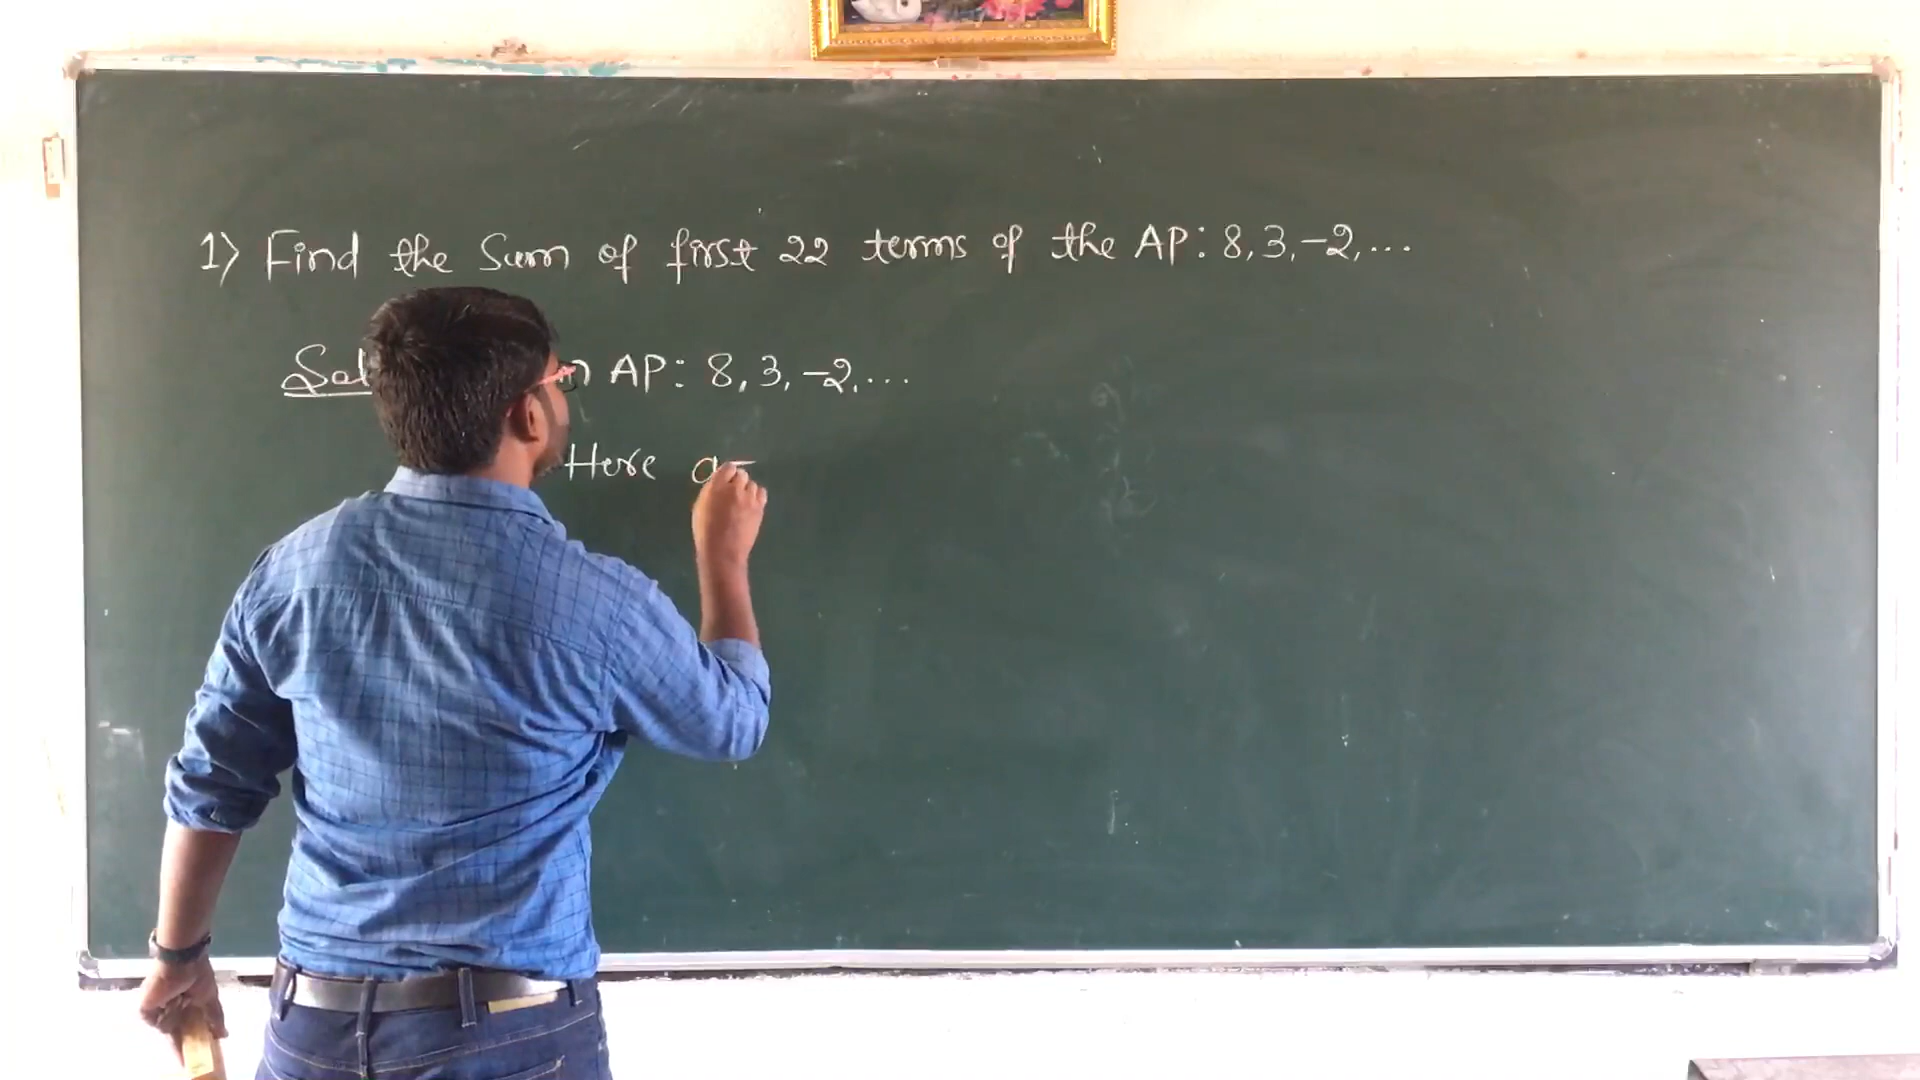 1) Find the Sum of first 22 terms of the AP: 8, 3, -2, ...
AP: 8, 3, -2, ...
Here a